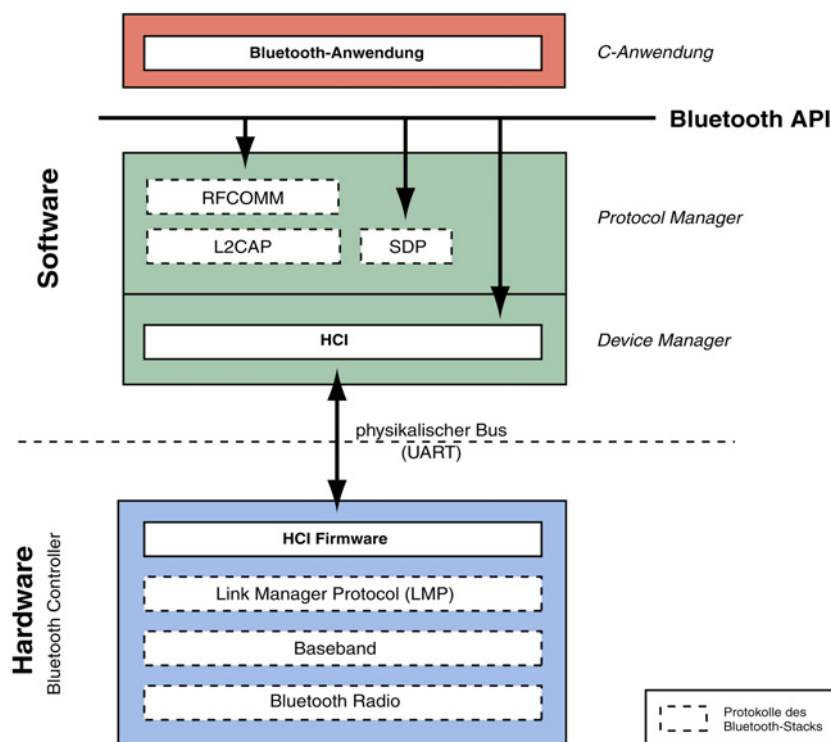 Bluetooth-Anwendung
C-Anwendung
Bluetooth API
Software
RFCOMM
L2CAP
SDP
Protocol Manager
HCI
Device Manager
physikalischer Bus
(UART)
Hardware
Bluetooth Controller
HCI Firmware
Link Manager Protocol (LMP)
Baseband
Bluetooth Radio
Protokolle des
Bluetooth-Stacks